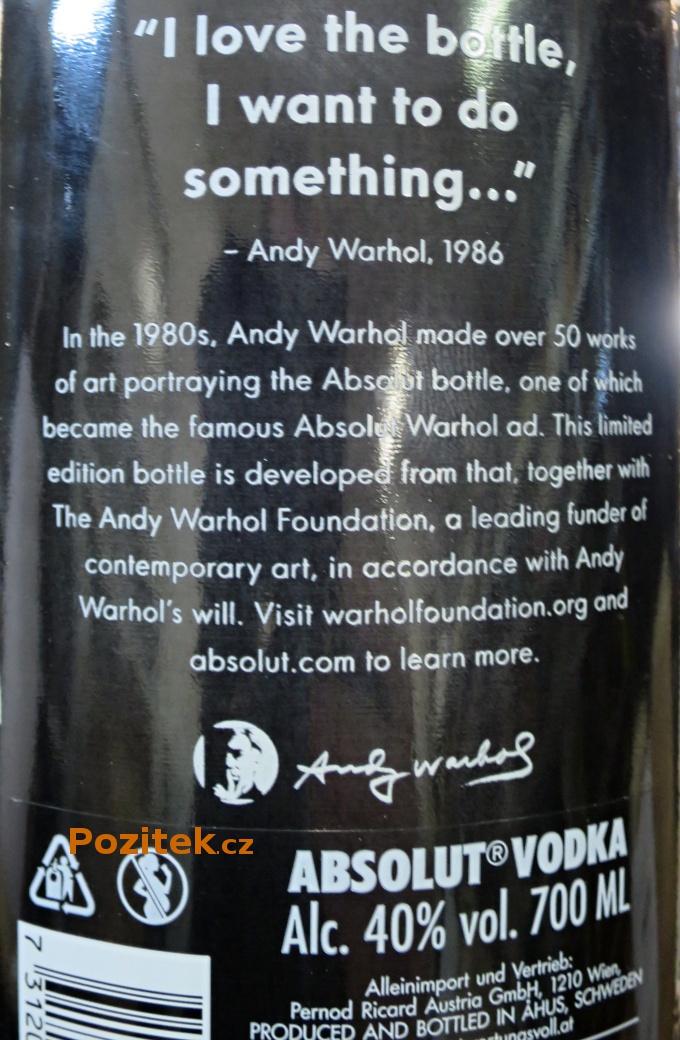 “I love the bottle,
I want to do
something...”
– Andy Warhol, 1986
In the 1980s, Andy Warhol made over 50 works
of art portraying the Absolut bottle, one of which
became the famous Absolut Warhol ad. This limited
edition bottle is developed from that, together with
The Andy Warhol Foundation, a leading funder of
contemporary art, in accordance with Andy
Warhol's will. Visit warholfoundation.org and
absolut.com to learn more.
Andy Warhol
Pozitek.cz
ABSOLUT® VODKA
Alc. 40% vol. 700 ML
Alleinimport und Vertrieb:
Pernod Ricard Austria GmbH, 1210 Wien,
PRODUCED AND BOTTLED IN ÅHUS, SCHWEDEN
7 312